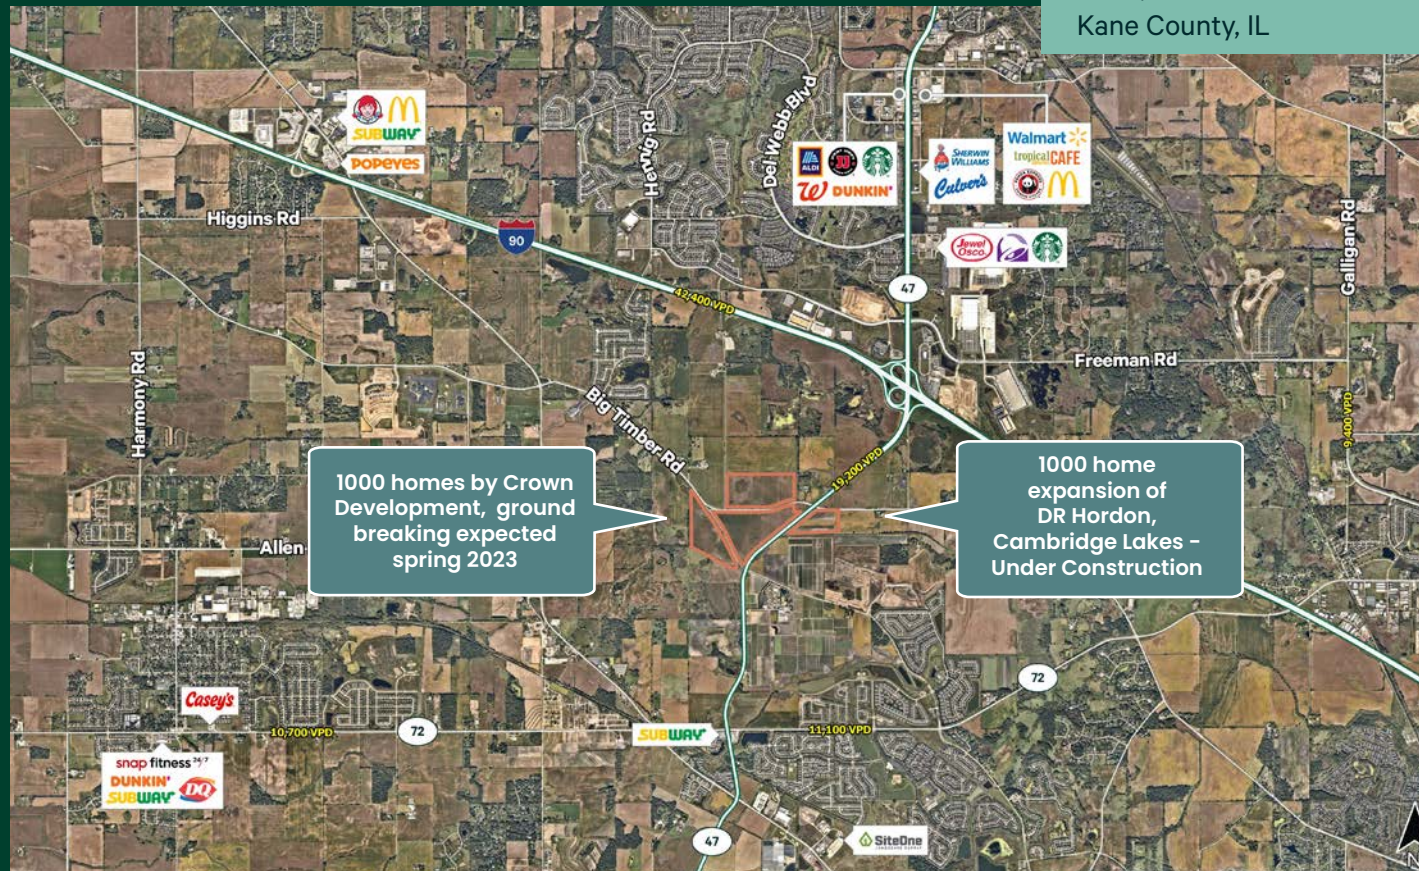 Kane County, IL
McDonald's
SUBWAY
POPEYES
Hennig Rd
Del Webb Blvd
Galligan Rd
Higgins Rd
90
ALDI
JJ
W DUNKIN'
SHERWIN
WILLIAMS
Culver's
Walmart
tropical CAFE
Jewel
Osco
47
42,400 VPD
Freeman Rd
Harmony Rd
Big Timber Rd
9,400 VPD
19,200 VPD
1000 homes by Crown
Development, ground
breaking expected
spring 2023
1000 home
expansion of
DR Hordon,
Cambridge Lakes -
Under Construction
Allen
72
Casey's
10,700 VPD
72
SUBWAY
11,100 VPD
snap fitness 24/7
DUNKIN'
SUBWAY
DQ
47
SiteOne
LANDSCAPE SUPPLY
N